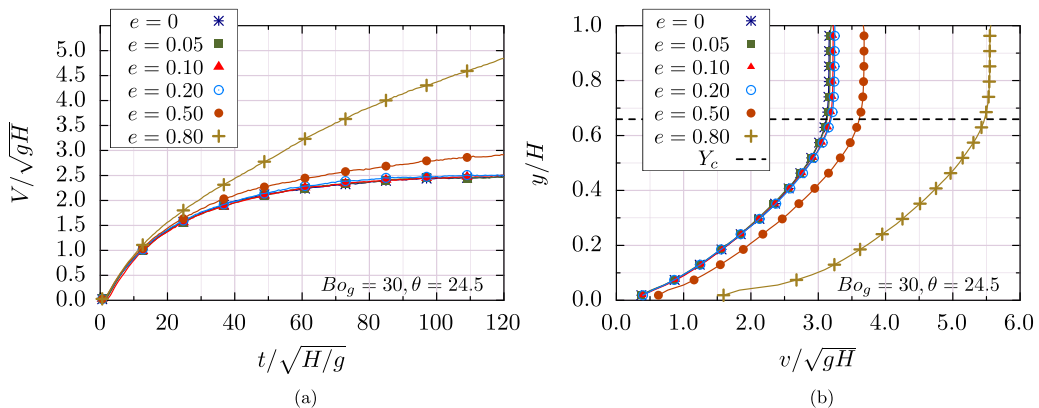 e = 0
e = 0.05
e = 0.10
e = 0.20
e = 0.50
e = 0.80
5.0
4.5
4.0
3.5
3.0
2.5
2.0
1.5
1.0
0.5
0.0
V/√gH
0 20 40 60 80 100 120
t/√H/g
Bo_g = 30, θ = 24.5
(a)
e = 0
e = 0.05
e = 0.10
e = 0.20
e = 0.50
e = 0.80
Y_c
1.0
0.8
0.6
0.4
0.2
0.0
y/H
0.0 1.0 2.0 3.0 4.0 5.0 6.0
v/√gH
Bo_g = 30, θ = 24.5
(b)